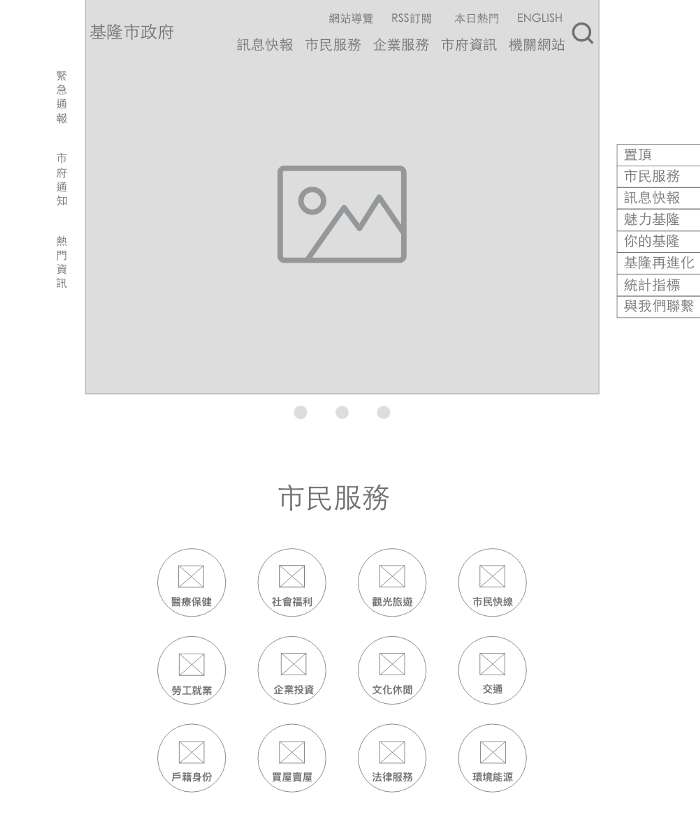 網站導覽 RSS訂閱 本日熱門 ENGLISH
基隆市政府
訊息快報 市民服務 企業服務 市府資訊 機關網站
緊急通報
市府通知
熱門資訊
置頂
市民服務
訊息快報
魅力基隆
你的基隆
基隆再進化
統計指標
與我們聯繫
市民服務
醫療保健 社會福利 觀光旅遊 市民快線
勞工就業 企業投資 文化休閒 交通
戶籍身份 買屋賣屋 法律服務 環境能源